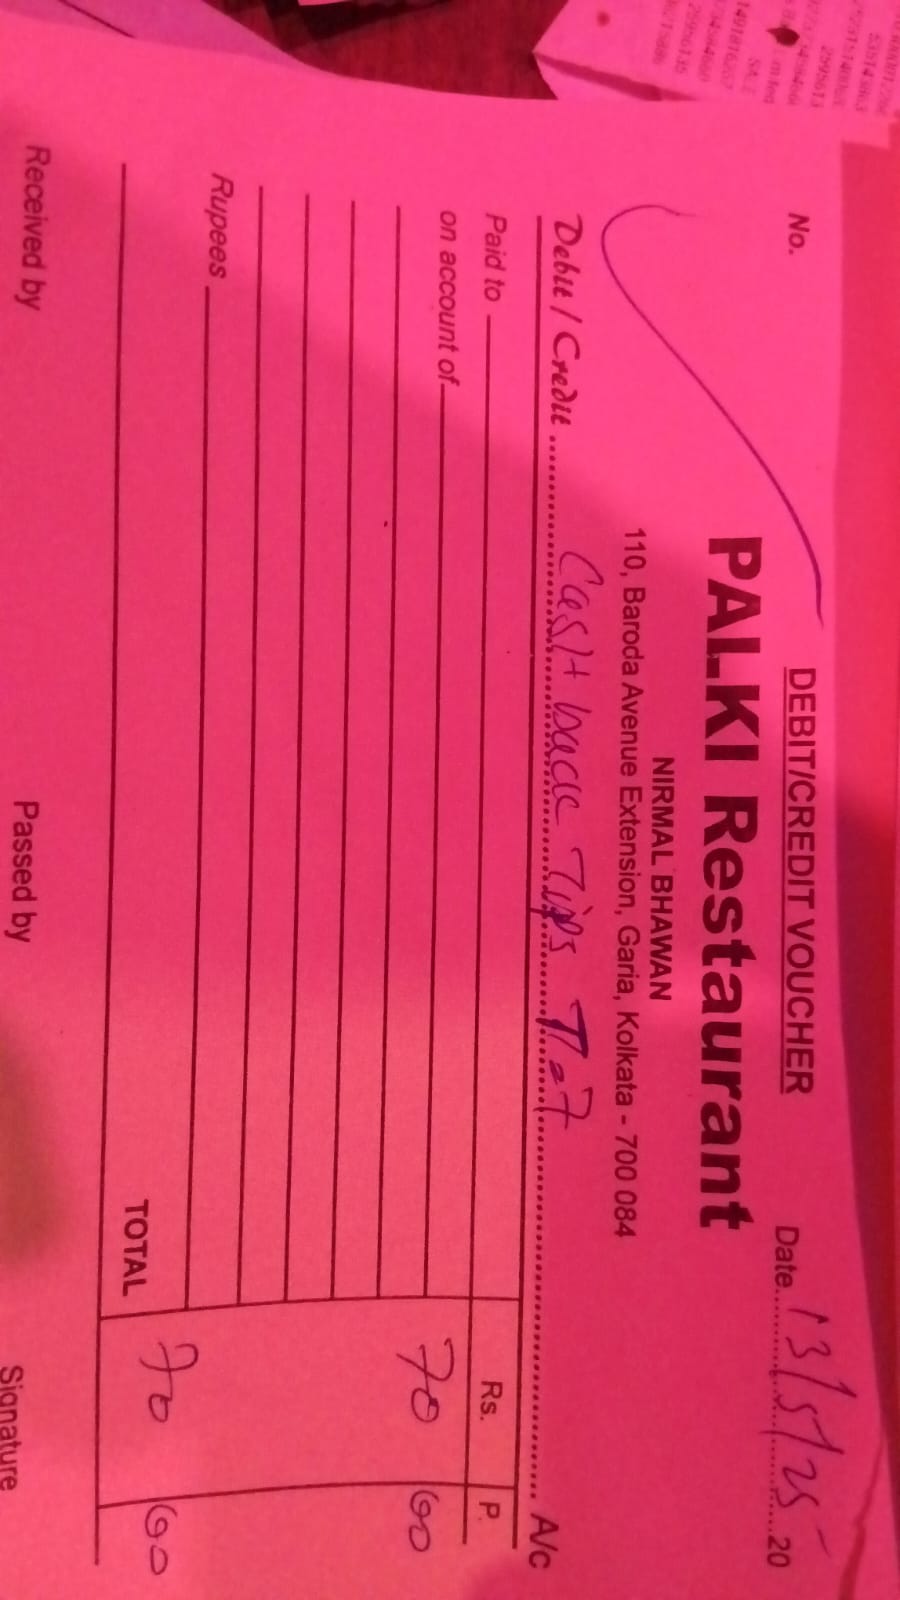 DEBIT/CREDIT VOUCHER
No.
Date 13/5/25 20
PALKI Restaurant
NIRMAL BHAWAN
110, Baroda Avenue Extension, Garia, Kolkata - 700 084
Debit / Credit Cash back Tips T-7 A/c
Paid to Rs. P.
on account of 70 00
Rupees
TOTAL 70 00
Received by Passed by Signature